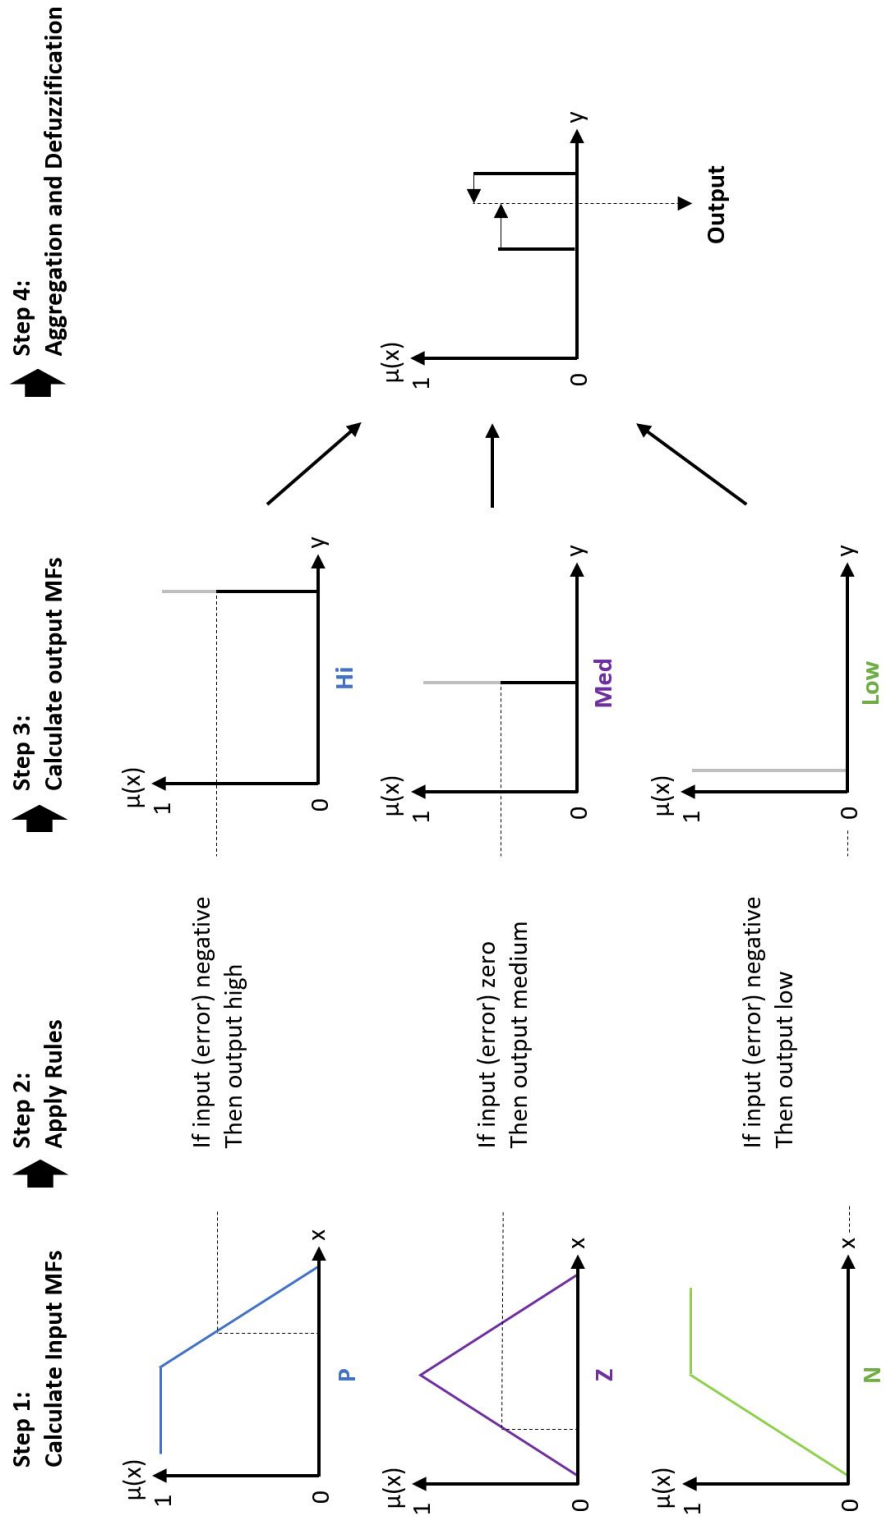 Step 1:
Calculate Input MFs
Step 2:
Apply Rules
Step 3:
Calculate output MFs
Step 4:
Aggregation and Defuzzification
μ(x)
1
0
x
P
If input (error) negative
Then output high
μ(x)
1
0
y
Hi
μ(x)
1
0
x
Z
If input (error) zero
Then output medium
μ(x)
1
0
y
Med
μ(x)
1
0
y
Output
μ(x)
1
0
x
N
If input (error) negative
Then output low
μ(x)
1
0
y
Low